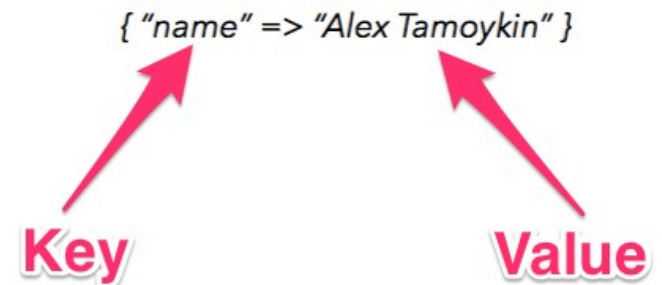 { “name” => “Alex Tamoykin” }
Key Value